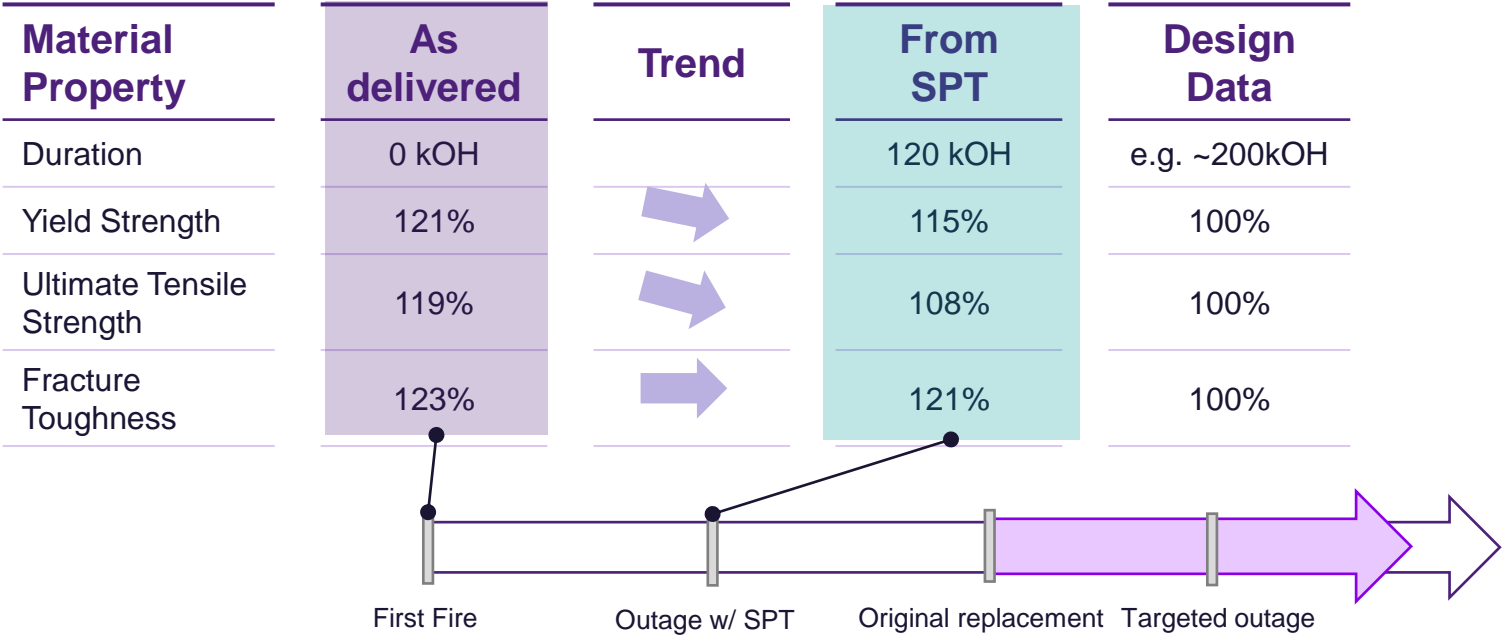 Material Property
As delivered
Trend
From SPT
Design Data
Duration
0 kOH
120 kOH
e.g. ~200kOH
Yield Strength
121%
115%
100%
Ultimate Tensile
Strength
119%
108%
100%
Fracture
Toughness
123%
121%
100%
First Fire
Outage w/ SPT
Original replacement
Targeted outage